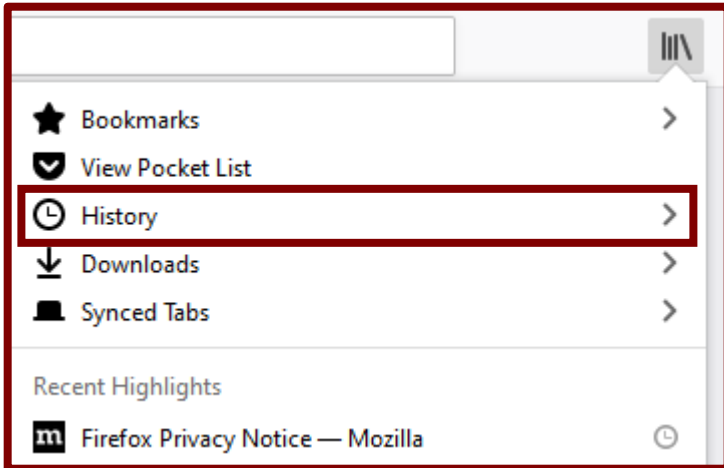 Bookmarks
View Pocket List
History
Downloads
Synced Tabs
Recent Highlights
m Firefox Privacy Notice — Mozilla